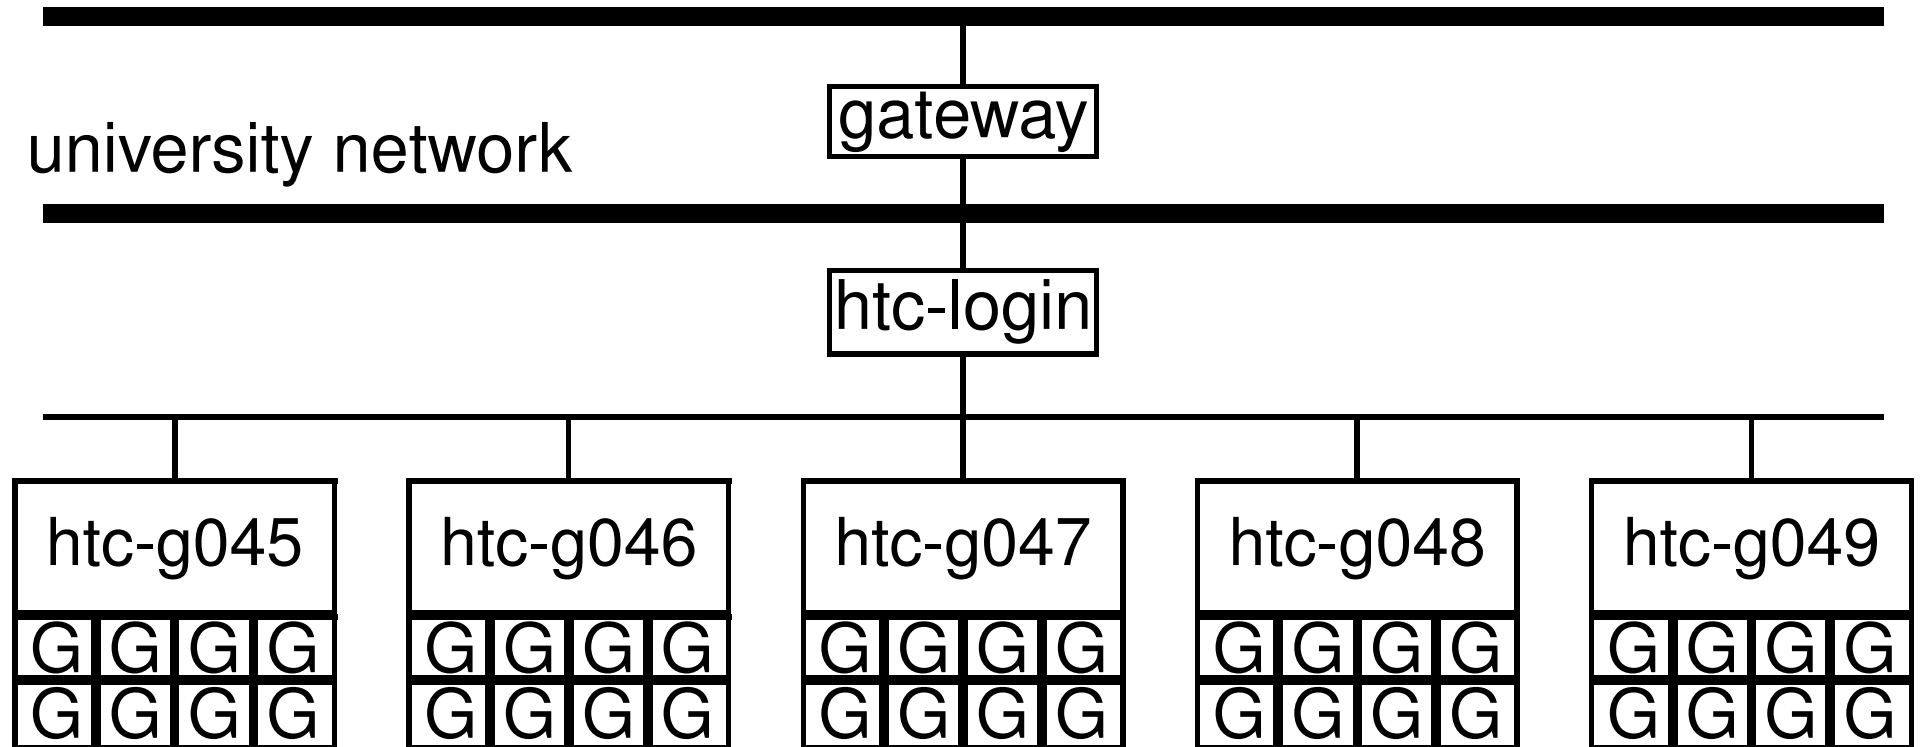 gateway
university network
htc-login
htc-g045 htc-g046 htc-g047 htc-g048 htc-g049
G G G G G G G G G G G G G G G G G G G G
G G G G G G G G G G G G G G G G G G G G